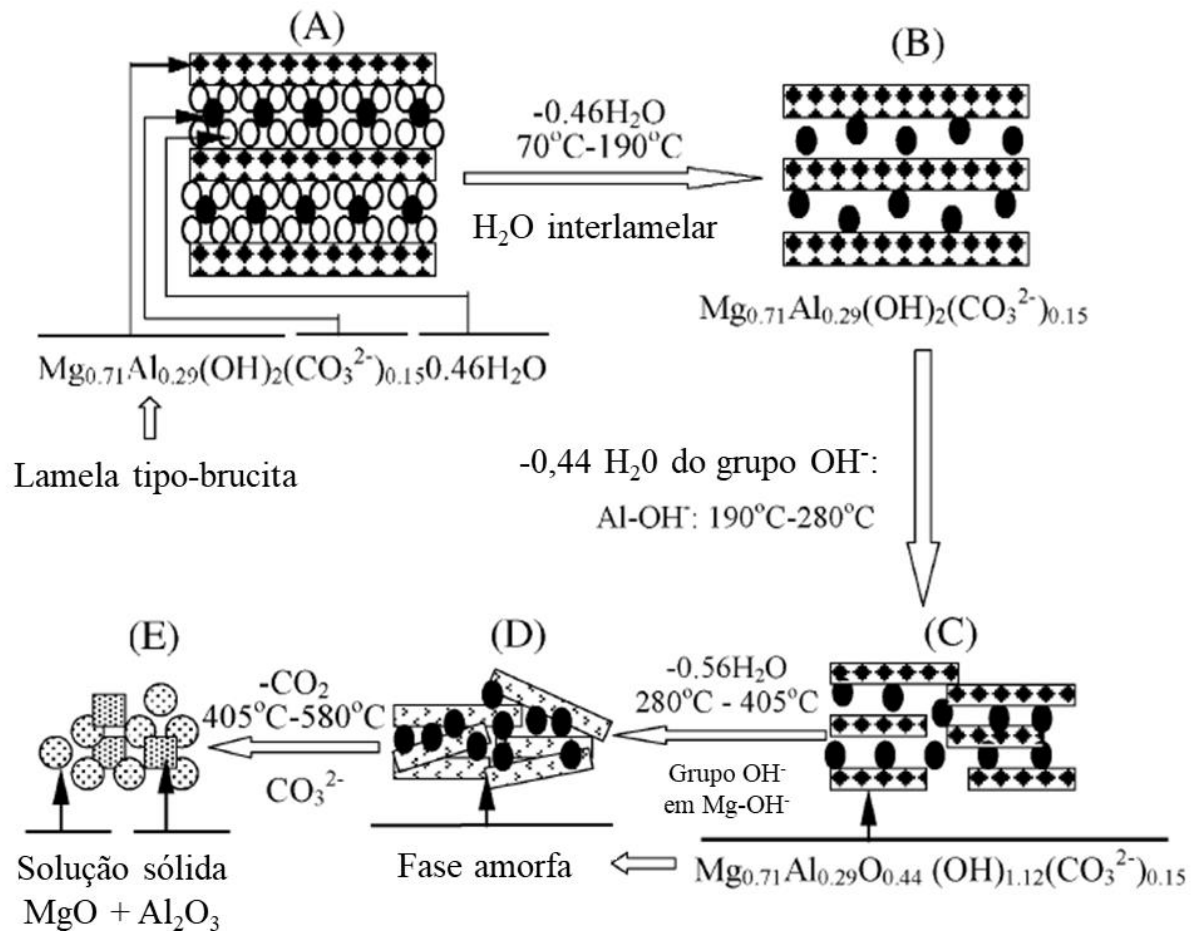 (A)
-0.46H₂O
70°C-190°C
H₂O interlamelar
(B)
Mg₀.₇₁Al₀.₂₉(OH)₂(CO₃²⁻)₀.₁₅
Mg₀.₇₁Al₀.₂₉(OH)₂(CO₃²⁻)₀.₁₅0.46H₂O
Lamela tipo-brucita
-0,44 H₂0 do grupo OH⁻:
Al-OH⁻: 190°C-280°C
(C)
-0.56H₂O
280°C - 405°C
Grupo OH⁻
em Mg-OH⁻
Mg₀.₇₁Al₀.₂₉O₀.₄₄ (OH)₁.₁₂(CO₃²⁻)₀.₁₅
(D)
Fase amorfa
-CO₂
405°C-580°C
CO₃²⁻
(E)
Solução sólida
MgO + Al₂O₃